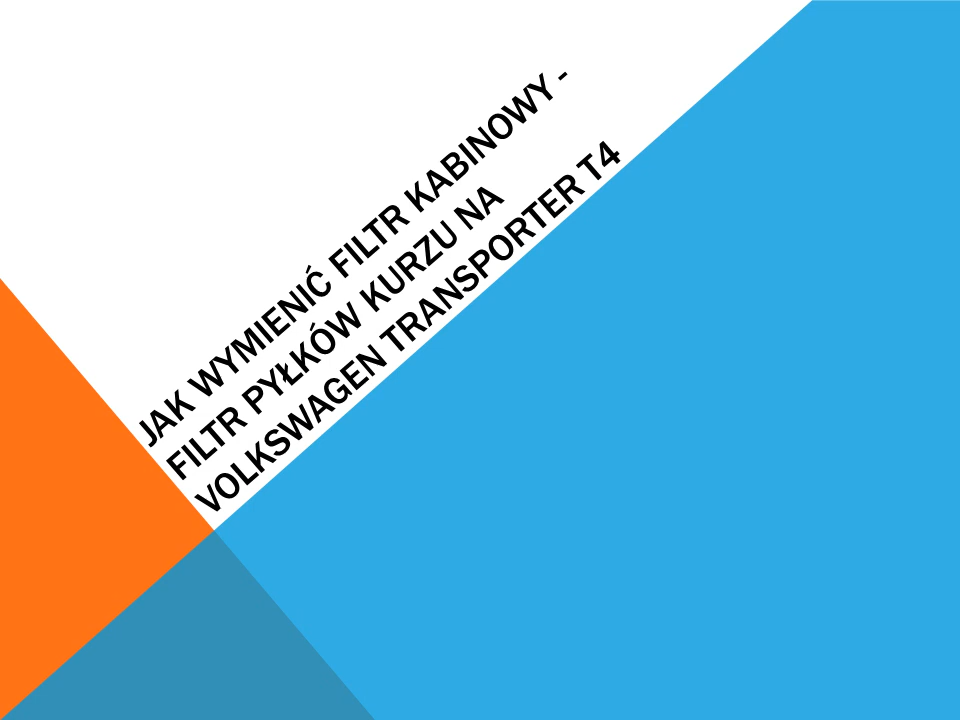 JAK WYMIENIĆ FILTR KABINOWY -
FILTR PYŁKÓW KURZU NA
VOLKSWAGEN TRANSPORTER T4